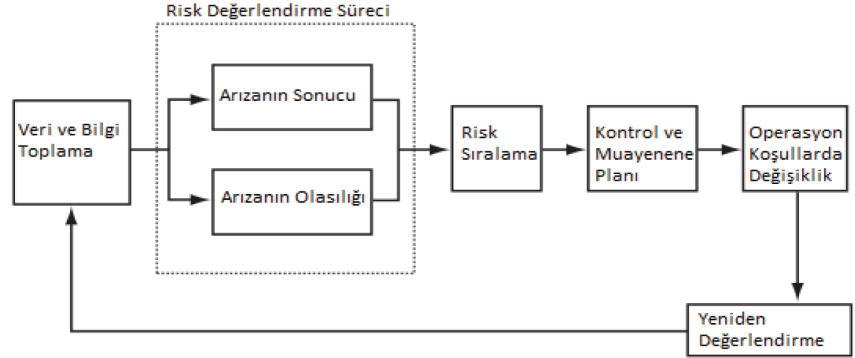 Risk Değerlendirme Süreci
Veri ve Bilgi
Toplama
Arızanın Sonucu
Arızanın Olasılığı
Risk
Sıralama
Kontrol ve
Muayenene
Planı
Operasyon
Koşullarda
Değişiklik
Yeniden
Değerlendirme